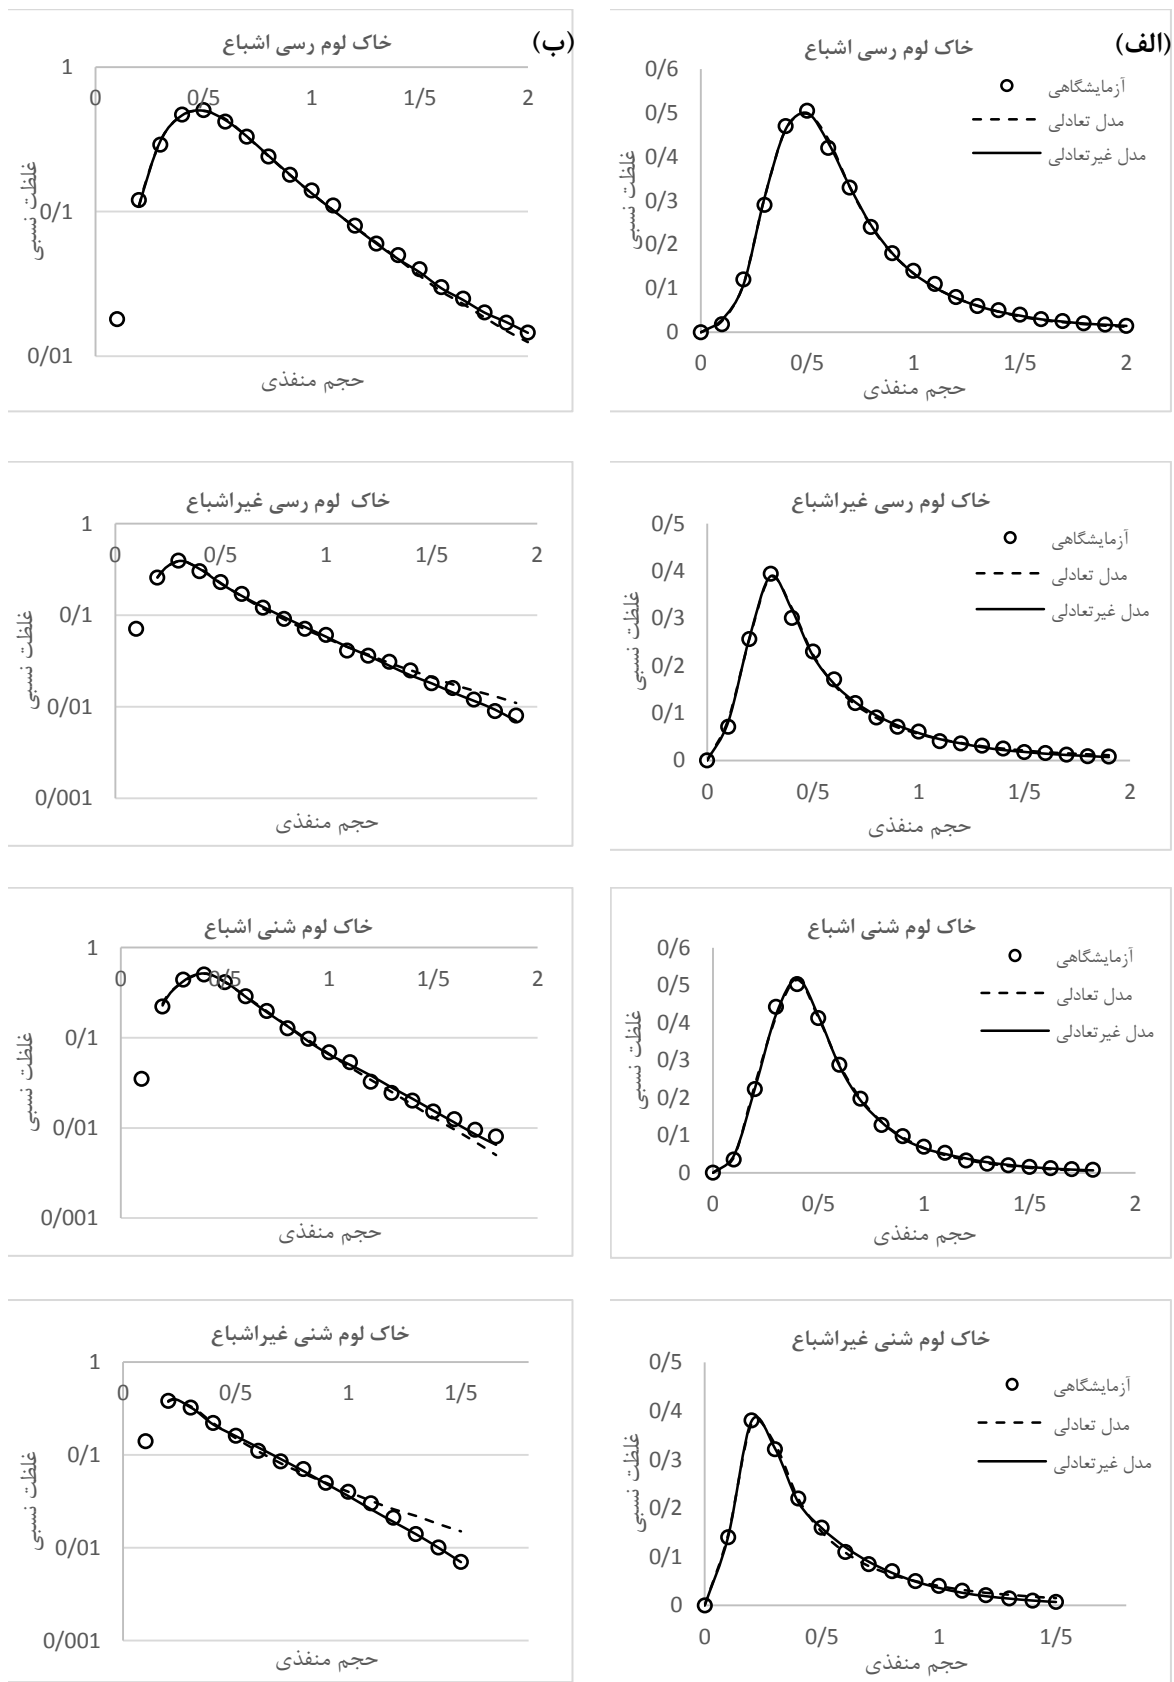 (الف)
خاک لوم رسی اشباع
0/6
0/5
0/4
0/3
0/2
0/1
0
غلظت نسبی
آزمایشگاهی
مدل تعادلی
مدل غیرتعادلی
0 0/5 1 1/5 2
حجم منفذی
(ب)
خاک لوم رسی اشباع
1
0/1
0/01
غلظت نسبی
0 0/5 1 1/5 2
حجم منفذی
خاک لوم رسی غیراشباع
0/5
0/4
0/3
0/2
0/1
0
غلظت نسبی
آزمایشگاهی
مدل تعادلی
مدل غیرتعادلی
0 0/5 1 1/5 2
حجم منفذی
خاک لوم رسی غیراشباع
1
0/1
0/01
0/001
غلظت نسبی
0 0/5 1 1/5 2
حجم منفذی
خاک لوم شنی اشباع
0/6
0/5
0/4
0/3
0/2
0/1
0
غلظت نسبی
آزمایشگاهی
مدل تعادلی
مدل غیرتعادلی
0 0/5 1 1/5 2
حجم منفذی
خاک لوم شنی اشباع
1
0/1
0/01
0/001
غلظت نسبی
0 0/5 1 1/5 2
حجم منفذی
خاک لوم شنی غیراشباع
0/5
0/4
0/3
0/2
0/1
0
غلظت نسبی
آزمایشگاهی
مدل تعادلی
مدل غیرتعادلی
0 0/5 1 1/5
حجم منفذی
خاک لوم شنی غیراشباع
1
0/1
0/01
0/001
غلظت نسبی
0 0/5 1 1/5
حجم منفذی